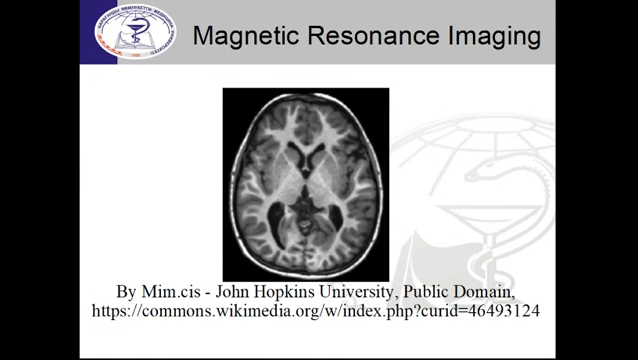 Magnetic Resonance Imaging
By Mim.cis - John Hopkins University, Public Domain,
https://commons.wikimedia.org/w/index.php?curid=46493124